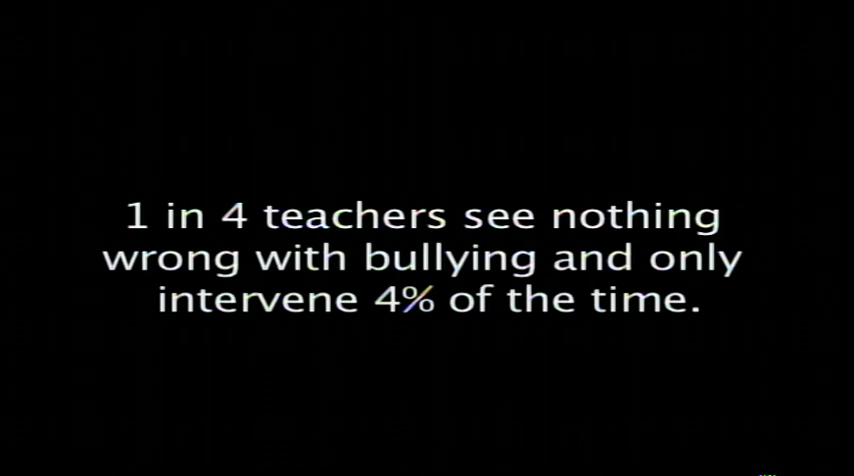 1 in 4 teachers see nothing
wrong with bullying and only
intervene 4% of the time.